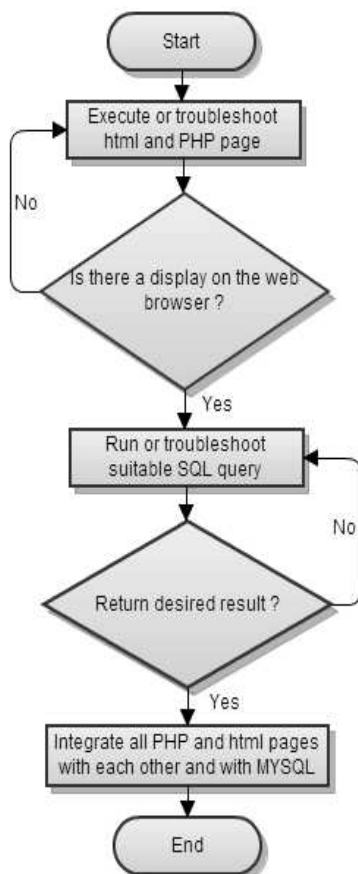 Start
Execute or troubleshoot
html and PHP page
No
Is there a display on the web
browser ?
Yes
Run or troubleshoot
suitable SQL query
No
Return desired result ?
Yes
Integrate all PHP and html pages
with each other and with MYSQL
End